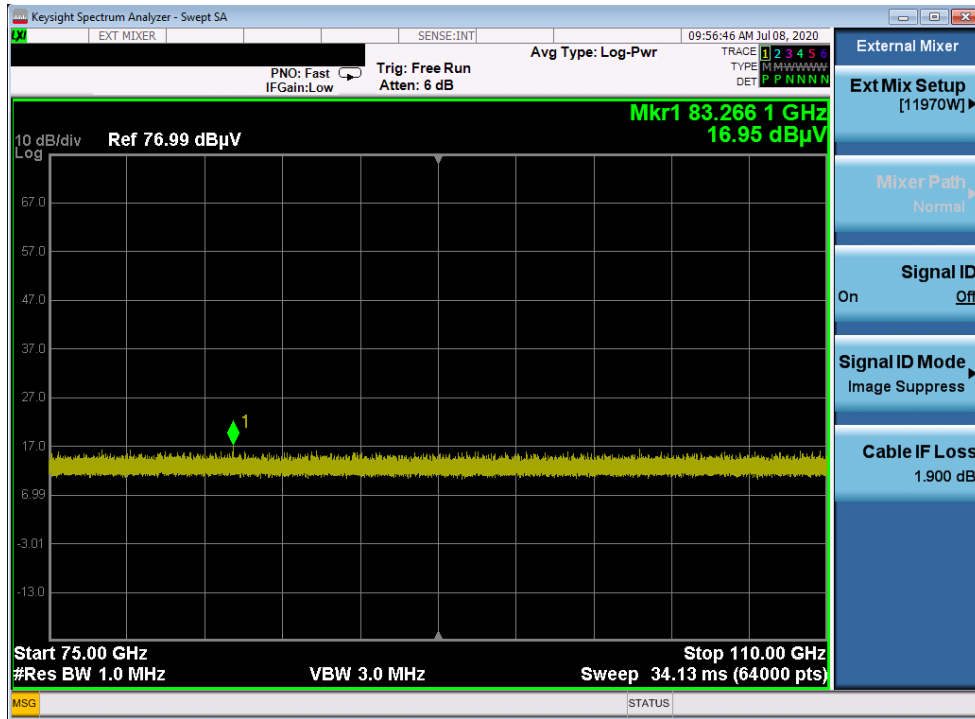 Keysight Spectrum Analyzer - Swept SA
LXI EXT MIXER SENSE:INT 09:56:46 AM Jul 08, 2020
PNO: Fast
IFGain:Low
Trig: Free Run
Atten: 6 dB
Avg Type: Log-Pwr
TRACE 1 2 3 4 5 6
TYPE M M W W W W
DET P P N N N N
Mkr1 83.266 1 GHz
16.95 dBµV
10 dB/div
Log
Ref 76.99 dBµV
67.0
57.0
47.0
37.0
27.0
17.0
6.99
-3.01
-13.0
1
Start 75.00 GHz
Stop 110.00 GHz
#Res BW 1.0 MHz
VBW 3.0 MHz
Sweep 34.13 ms (64000 pts)
MSG
STATUS
External Mixer
Ext Mix Setup
[11970W]
Mixer Path
Normal
Signal ID
On Off
Signal ID Mode
Image Suppress
Cable IF Loss
1.900 dB